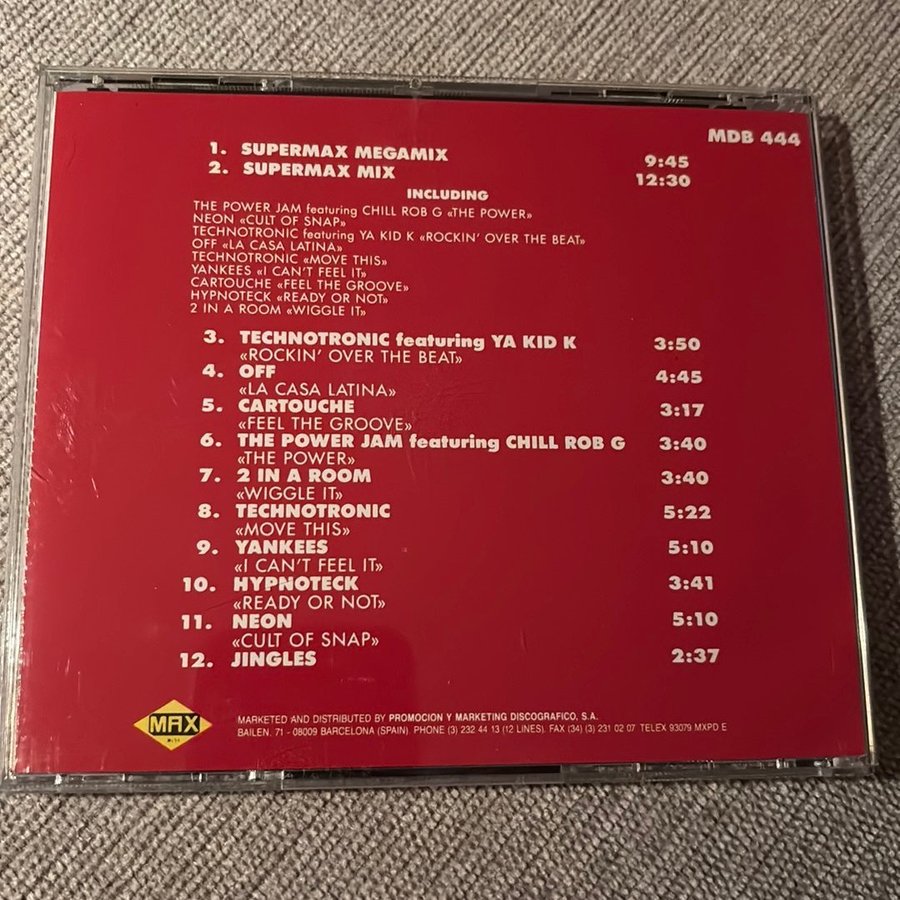 MDB 444
1. SUPERMAX MEGAMIX 9:45
2. SUPERMAX MIX 12:30
INCLUDING
THE POWER JAM featuring CHILL ROB G «THE POWER»
NEON «CULT OF SNAP»
TECHNOTRONIC featuring YA KID K «ROCKIN' OVER THE BEAT»
OFF «LA CASA LATINA»
TECHNOTRONIC «MOVE THIS»
YANKEES «I CAN'T FEEL IT»
CARTOUCHE «FEEL THE GROOVE»
HYPNOTECK «READY OR NOT»
2 IN A ROOM «WIGGLE IT»
3. TECHNOTRONIC featuring YA KID K 3:50
«ROCKIN' OVER THE BEAT»
4. OFF 4:45
«LA CASA LATINA»
5. CARTOUCHE 3:17
«FEEL THE GROOVE»
6. THE POWER JAM featuring CHILL ROB G 3:40
«THE POWER»
7. 2 IN A ROOM 3:40
«WIGGLE IT»
8. TECHNOTRONIC 5:22
«MOVE THIS»
9. YANKEES 5:10
«I CAN'T FEEL IT»
10. HYPNOTECK 3:41
«READY OR NOT»
11. NEON 5:10
«CULT OF SNAP»
12. JINGLES 2:37
MAX
MARKETED AND DISTRIBUTED BY PROMOCION Y MARKETING DISCOGRAFICO, S.A.
BAILEN, 71 - 08009 BARCELONA (SPAIN) PHONE (3) 232 44 13 (12 LINES). FAX (34) (3) 231 02 07 TELEX 93079 MXPD E